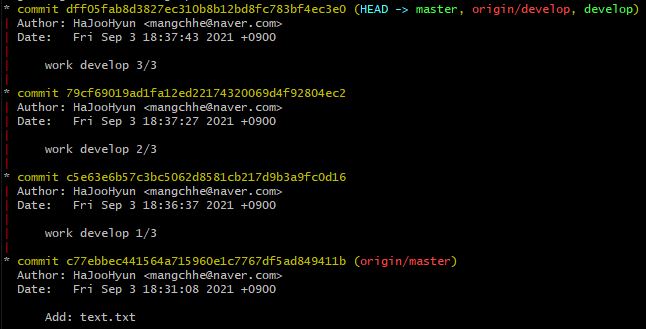 * commit dff05fab8d3827ec310b8b12bd8fc783bf4ec3e0 (HEAD -> master, origin/develop, develop)
| Author: HaJooHyun <mangchhe@naver.com>
| Date:   Fri Sep 3 18:37:43 2021 +0900
|
|     work develop 3/3
|
* commit 79cf69019ad1fa12ed22174320069d4f92804ec2
| Author: HaJooHyun <mangchhe@naver.com>
| Date:   Fri Sep 3 18:37:27 2021 +0900
|
|     work develop 2/3
|
* commit c5e63e6b57c3bc5062d8581cb217d9b3a9fc0d16
| Author: HaJooHyun <mangchhe@naver.com>
| Date:   Fri Sep 3 18:36:37 2021 +0900
|
|     work develop 1/3
|
* commit c77ebbec441564a715960e1c7767df5ad849411b (origin/master)
  Author: HaJooHyun <mangchhe@naver.com>
  Date:   Fri Sep 3 18:31:08 2021 +0900

      Add: text.txt